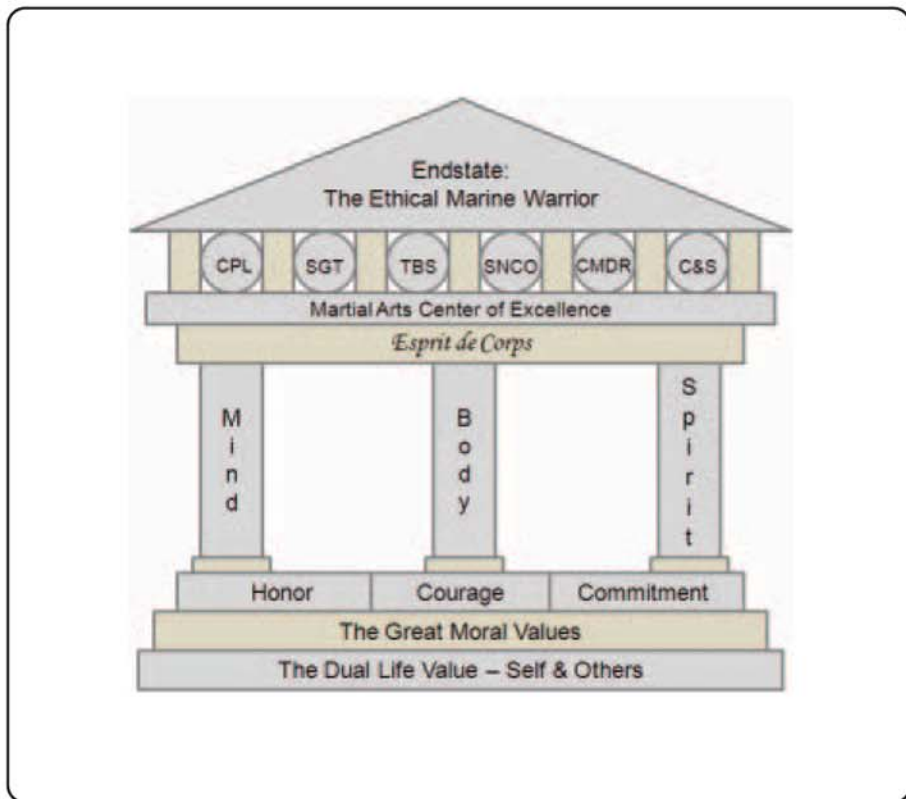 Endstate:
The Ethical Marine Warrior
CPL SGT TBS SNCO CMDR C&S
Martial Arts Center of Excellence
Esprit de Corps
Mind
Body
Spirit
Honor Courage Commitment
The Great Moral Values
The Dual Life Value – Self & Others